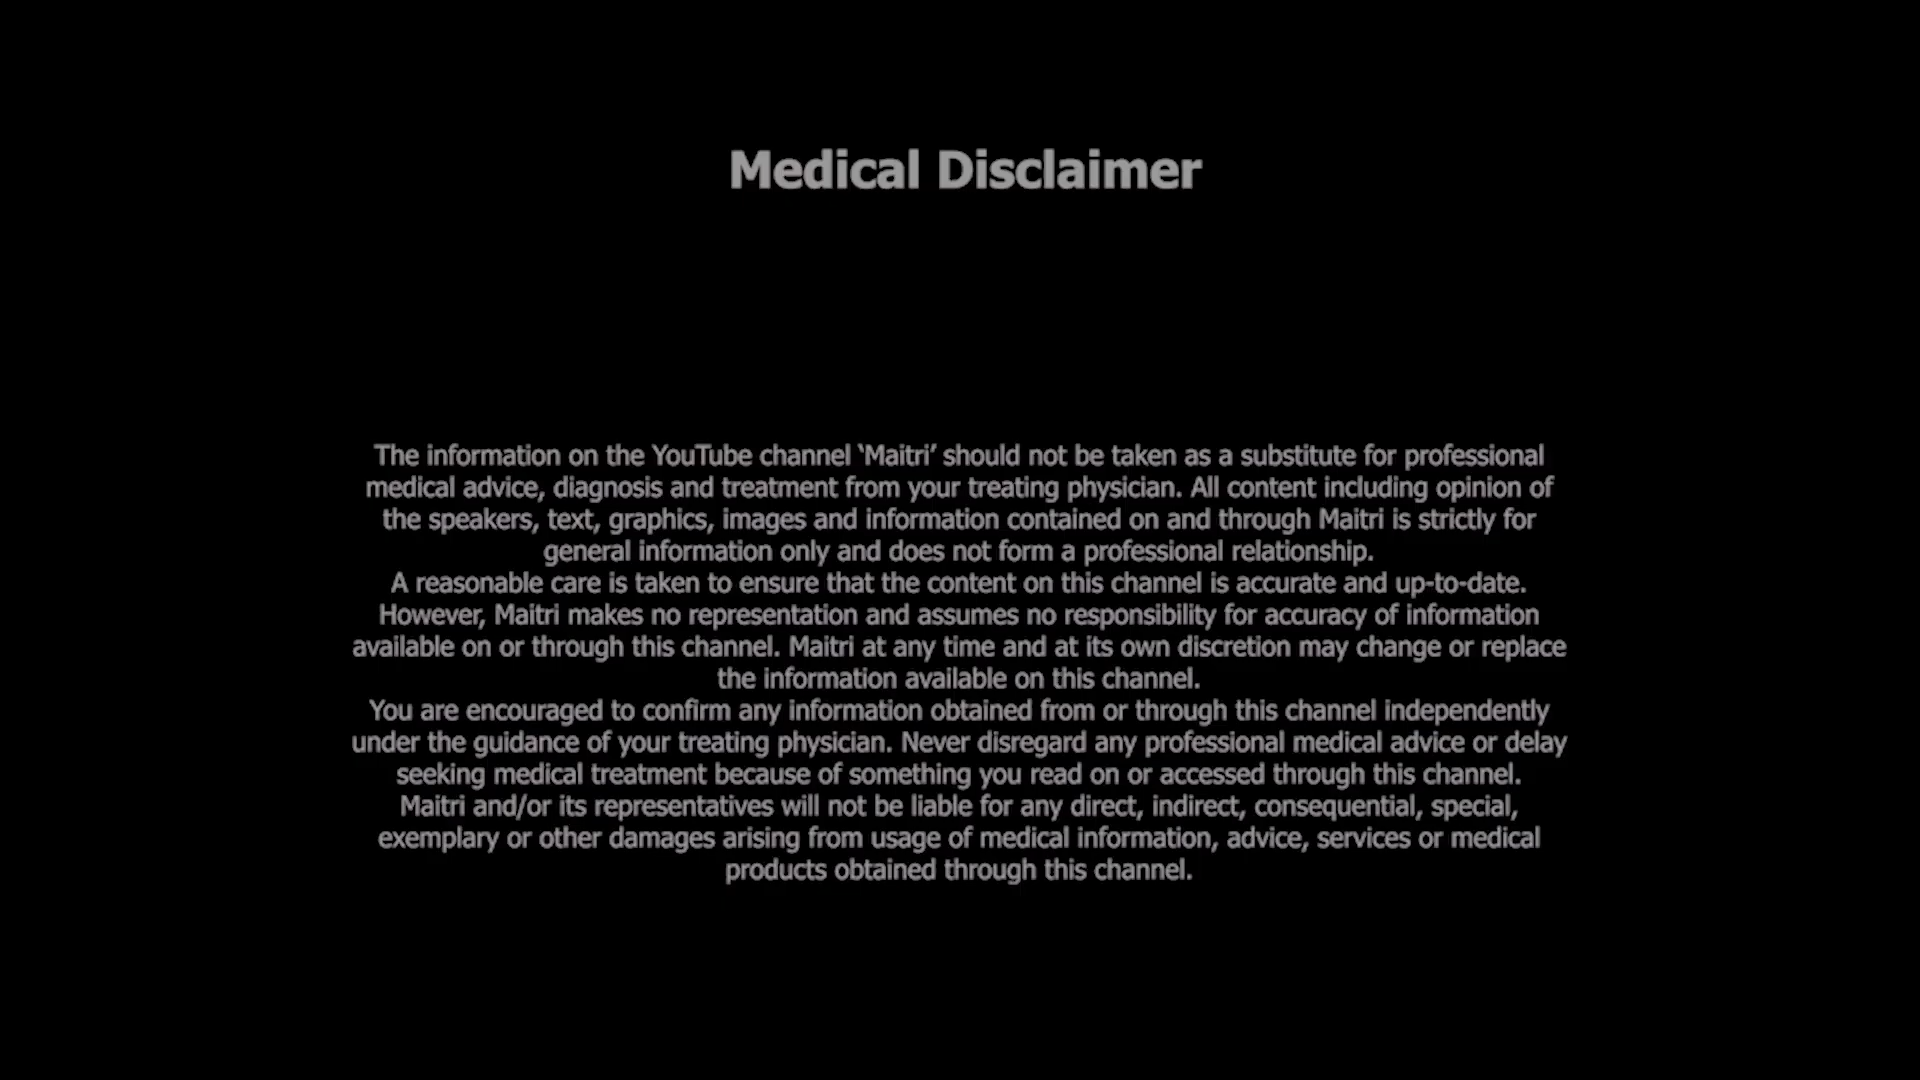 Medical Disclaimer
The information on the YouTube channel ‘Maitri’ should not be taken as a substitute for professional
medical advice, diagnosis and treatment from your treating physician. All content including opinion of
the speakers, text, graphics, images and information contained on and through Maitri is strictly for
general information only and does not form a professional relationship.
A reasonable care is taken to ensure that the content on this channel is accurate and up-to-date.
However, Maitri makes no representation and assumes no responsibility for accuracy of information
available on or through this channel. Maitri at any time and at its own discretion may change or replace
the information available on this channel.
You are encouraged to confirm any information obtained from or through this channel independently
under the guidance of your treating physician. Never disregard any professional medical advice or delay
seeking medical treatment because of something you read on or accessed through this channel.
Maitri and/or its representatives will not be liable for any direct, indirect, consequential, special,
exemplary or other damages arising from usage of medical information, advice, services or medical
products obtained through this channel.